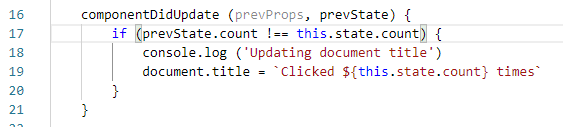 16 componentDidUpdate (prevProps, prevState) {
17 if (prevState.count !== this.state.count) {
18 console.log ('Updating document title')
19 document.title = `Clicked ${this.state.count} times`
20 }
21 }